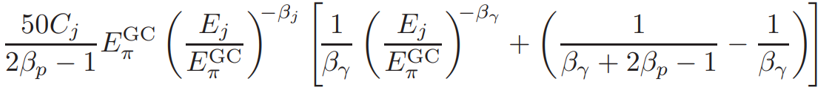 \frac{50C_j}{2\beta_p - 1} E_\pi^{\mathrm{GC}} \left( \frac{E_j}{E_\pi^{\mathrm{GC}}} \right)^{-\beta_j} \left[ \frac{1}{\beta_\gamma} \left( \frac{E_j}{E_\pi^{\mathrm{GC}}} \right)^{-\beta_\gamma} + \left( \frac{1}{\beta_\gamma + 2\beta_p - 1} - \frac{1}{\beta_\gamma} \right) \right]